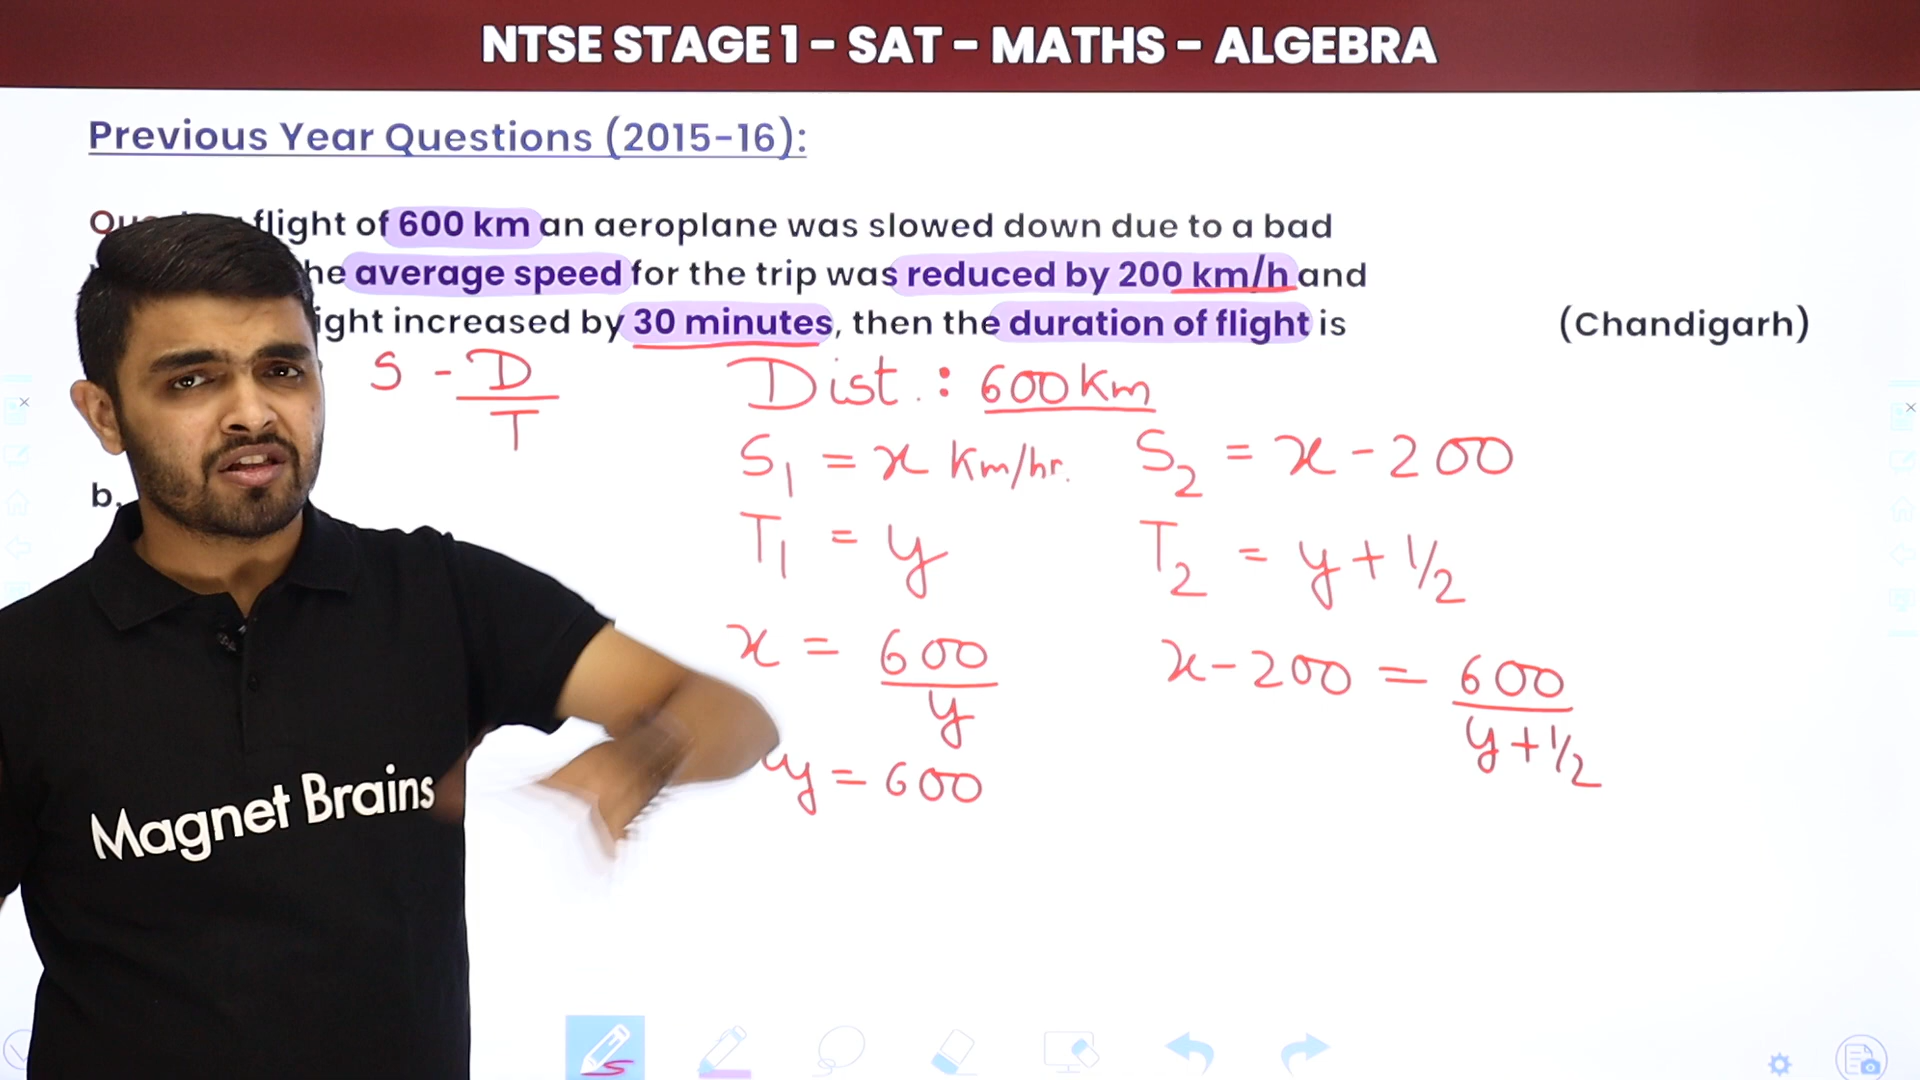 NTSE STAGE 1 - SAT - MATHS - ALGEBRA
Previous Year Questions (2015-16):
flight of 600 km an aeroplane was slowed down due to a bad
he average speed for the trip was reduced by 200 km/h and
ight increased by 30 minutes, then the duration of flight is (Chandigarh)
S - D/T
Dist. : 600 Km
S₁ = x Km/hr. S₂ = x - 200
b.
T₁ = y T₂ = y + 1/2
x = 600/y x - 200 = 600/(y + 1/2)
y = 600
Magnet Brains